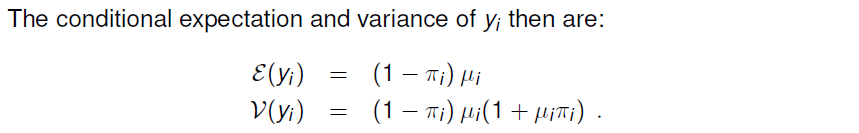 The conditional expectation and variance of yᵢ then are:
ℰ(yᵢ) = (1 − πᵢ) μᵢ
𝒱(yᵢ) = (1 − πᵢ) μᵢ(1 + μᵢπᵢ) .